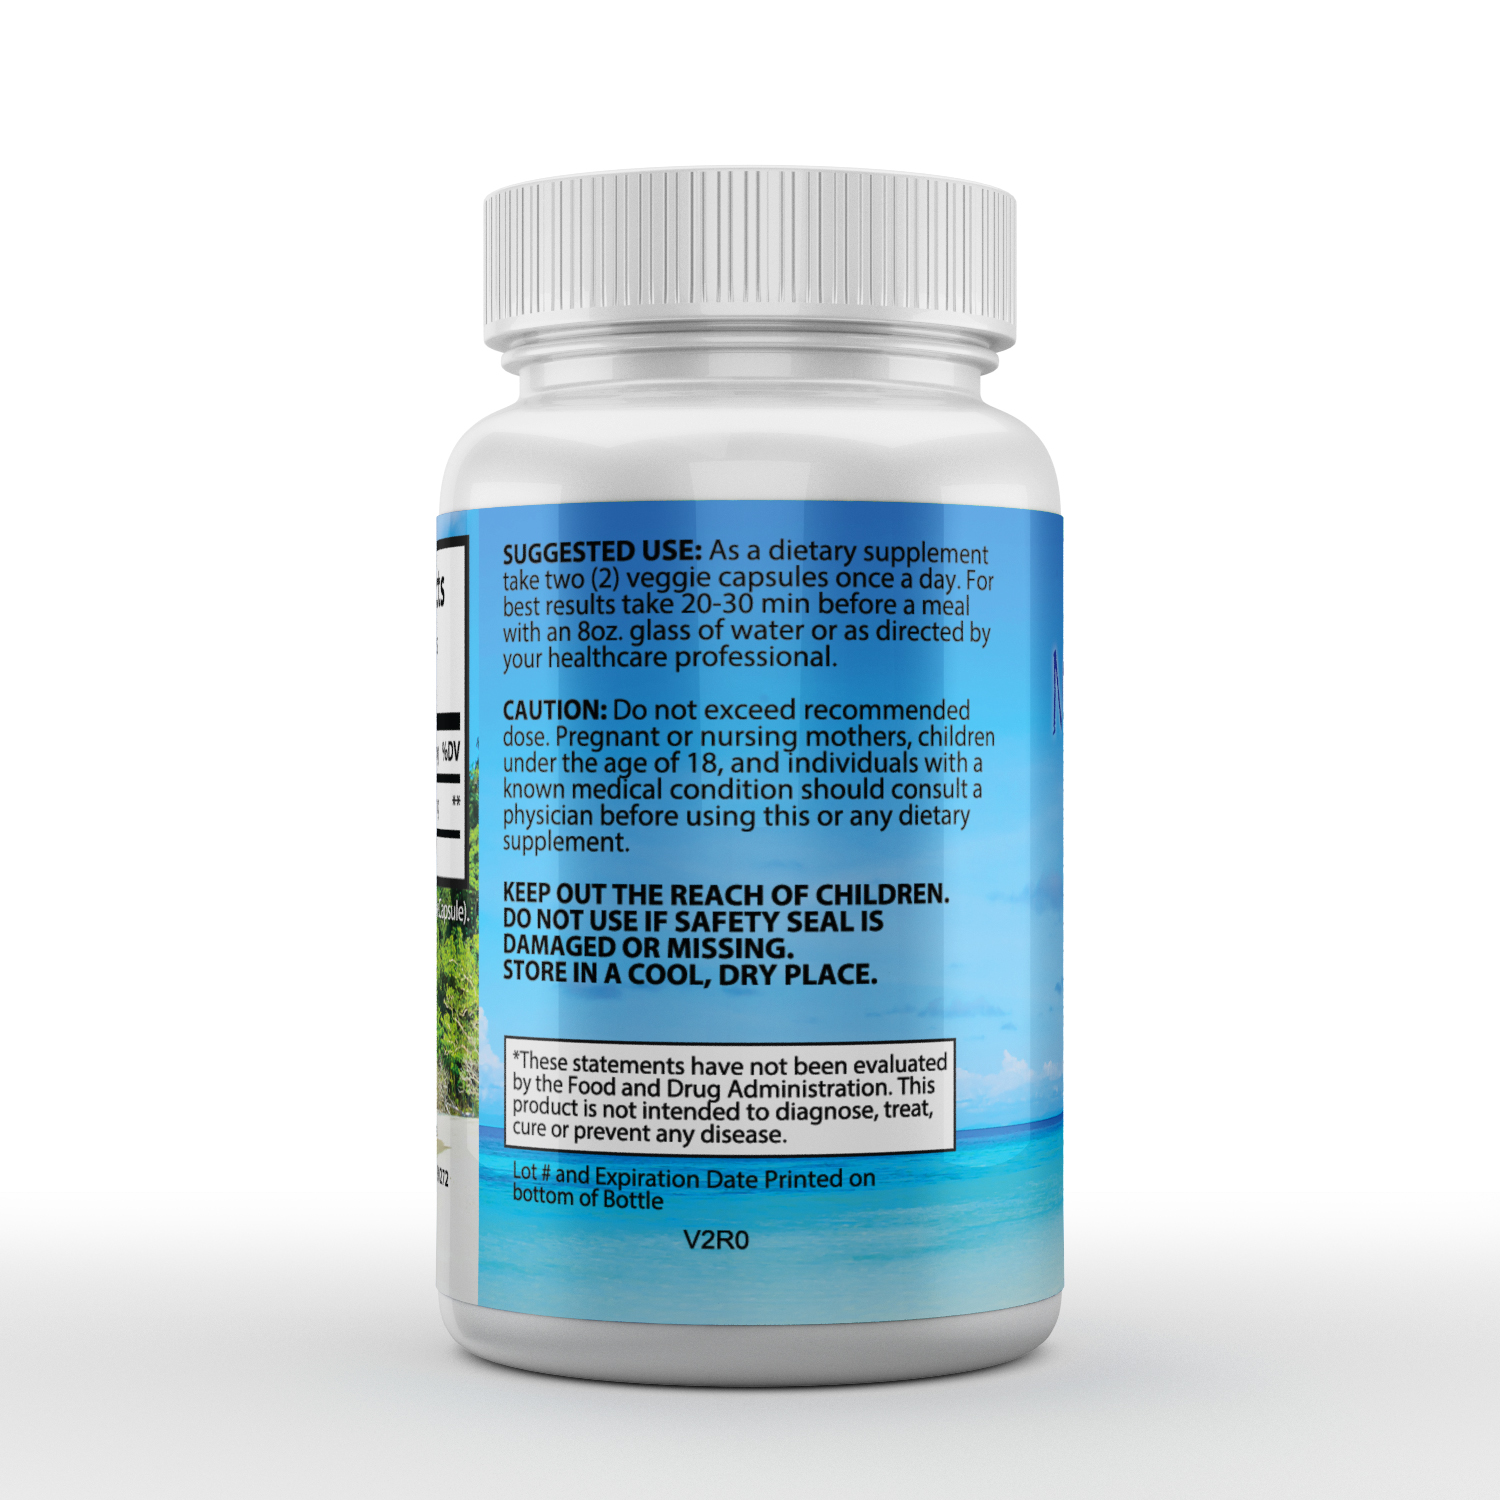 SUGGESTED USE: As a dietary supplement
take two (2) veggie capsules once a day. For
best results take 20-30 min before a meal
with an 8oz. glass of water or as directed by
your healthcare professional.
CAUTION: Do not exceed recommended
dose. Pregnant or nursing mothers, children
under the age of 18, and individuals with a
known medical condition should consult a
physician before using this or any dietary
supplement.
KEEP OUT THE REACH OF CHILDREN.
DO NOT USE IF SAFETY SEAL IS
DAMAGED OR MISSING.
STORE IN A COOL, DRY PLACE.
*These statements have not been evaluated
by the Food and Drug Administration. This
product is not intended to diagnose, treat,
cure or prevent any disease.
Lot # and Expiration Date Printed on
bottom of Bottle
V2R0
%DV
**